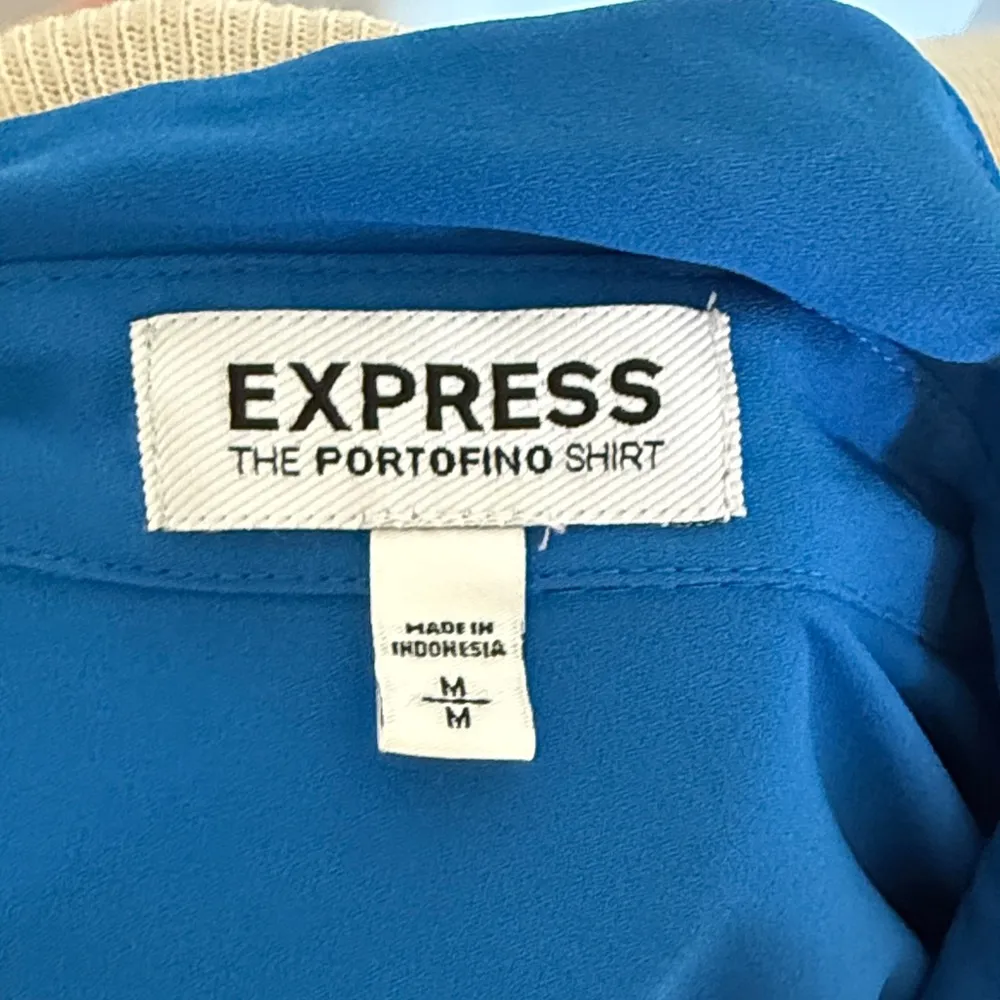 EXPRESS
THE PORTOFINO SHIRT
MADE IN
INDONESIA
M
M